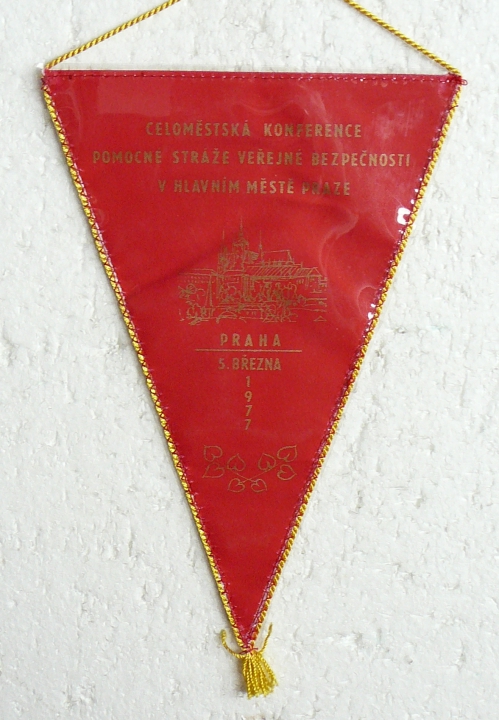 CELOMĚSTSKÁ KONFERENCE
POMOCNÉ STRÁŽE VEŘEJNÉ BEZPEČNOSTI
V HLAVNÍM MĚSTĚ PRAZE
PRAHA
5. BŘEZNA
1
9
7
7